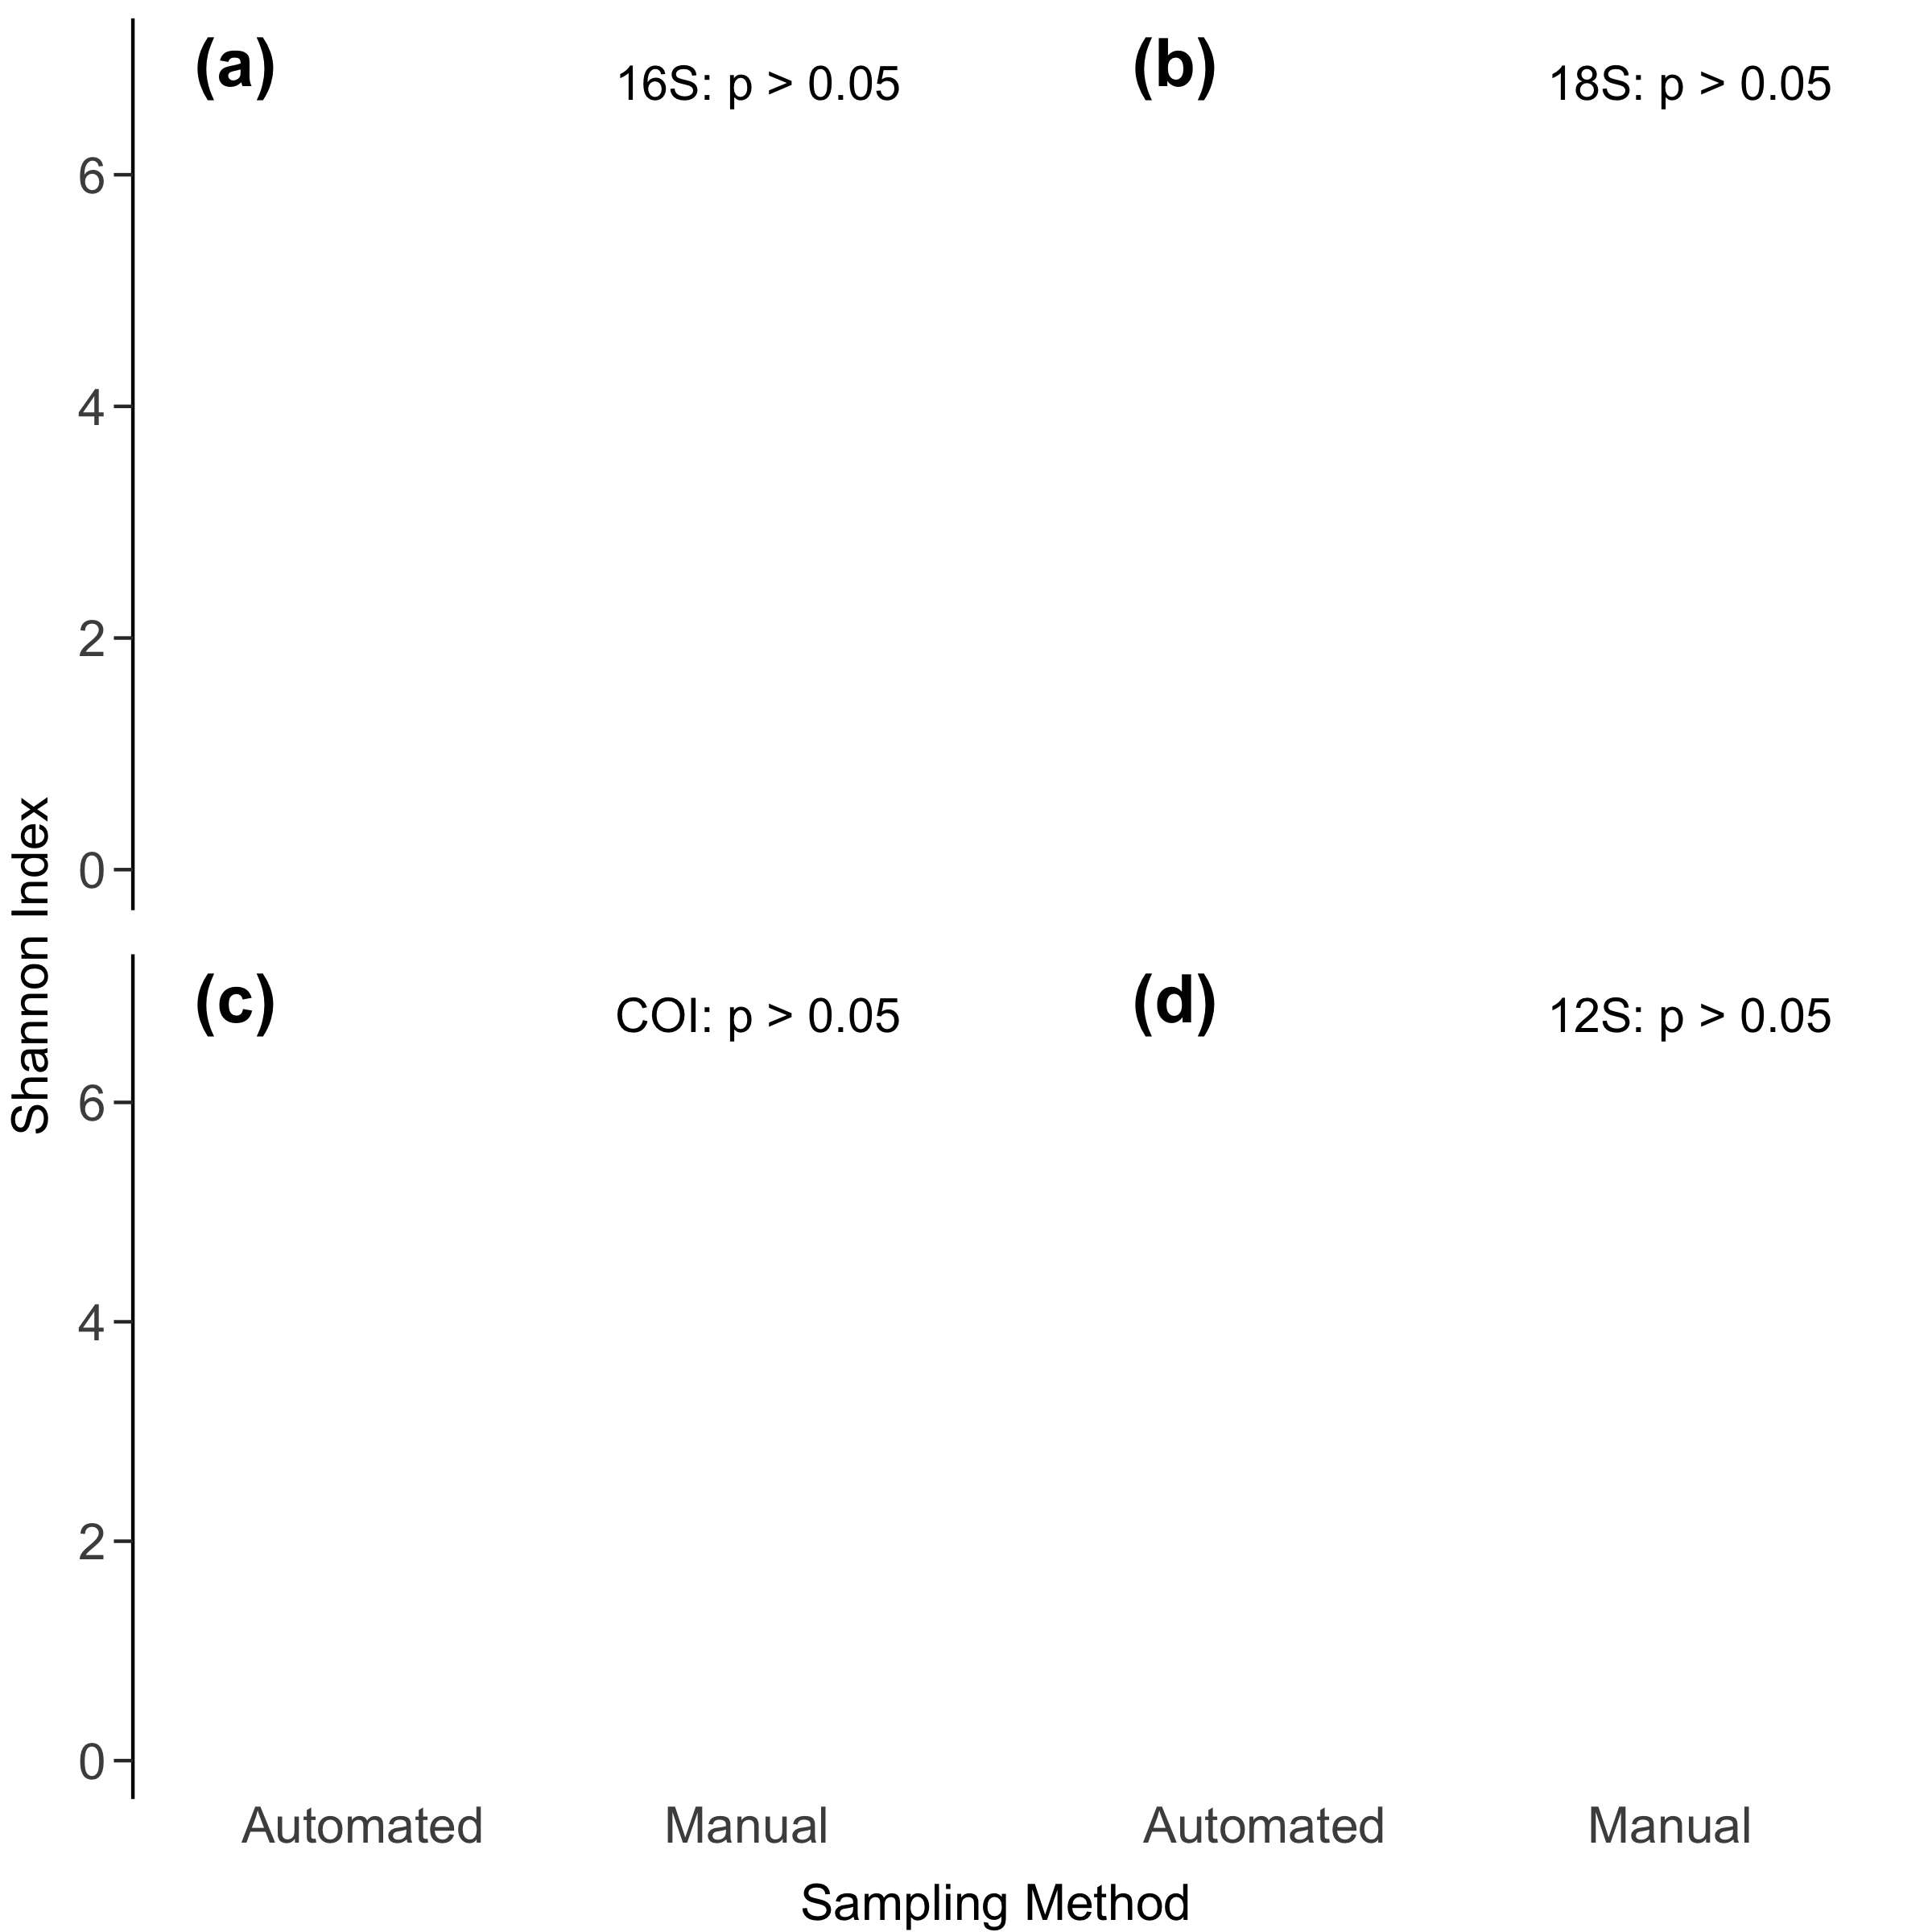 (a)
16S: p > 0.05
(b)
18S: p > 0.05
6
4
2
0
Shannon Index
(c)
COI: p > 0.05
(d)
12S: p > 0.05
6
4
2
0
Automated
Manual
Automated
Manual
Sampling Method